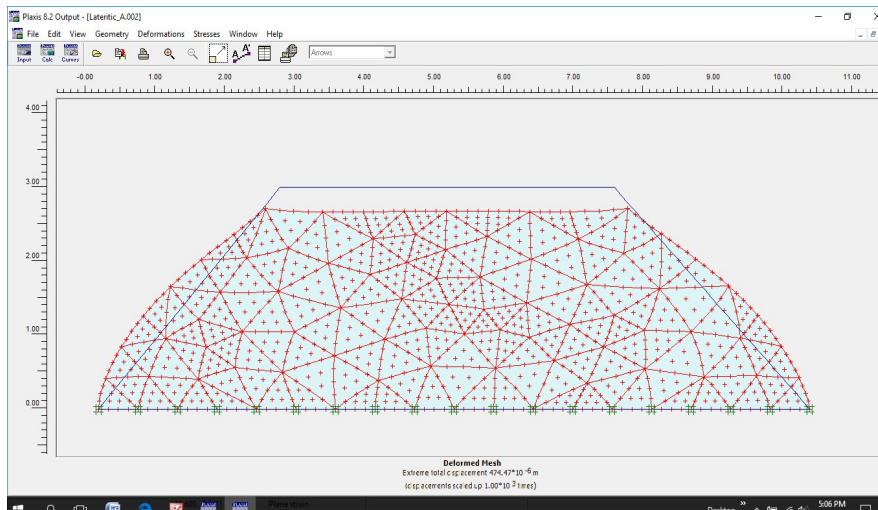 Plaxis 8.2 Output - [Lateritic_A.002]
File Edit View Geometry Deformations Stresses Window Help
Input Calc Curves
Arrows
-0.00 1.00 2.00 3.00 4.00 5.00 6.00 7.00 8.00 9.00 10.00 11.00
4.00
3.00
2.00
1.00
0.00
Deformed Mesh
Extreme total displacement 474.47*10 -6 m
(displacements scaled up 1.00*10 3 times)
Plane strain
Desktop
5:06 PM